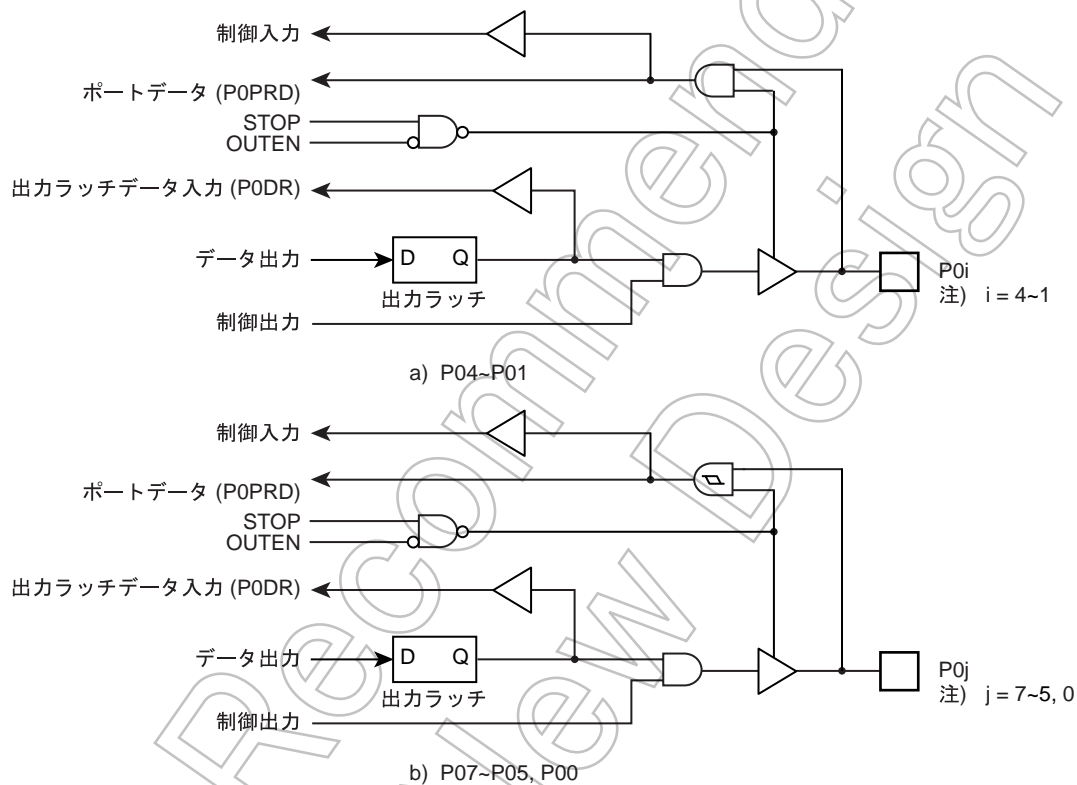 制御入力
ポートデータ (P0PRD)
STOP
OUTEN
出力ラッチデータ入力 (P0DR)
データ出力
D Q
出力ラッチ
制御出力
P0i
注) i = 4~1
a) P04~P01
制御入力
ポートデータ (P0PRD)
STOP
OUTEN
出力ラッチデータ入力 (P0DR)
データ出力
D Q
出力ラッチ
制御出力
P0j
注) j = 7~5, 0
b) P07~P05, P00
Recommend
Design